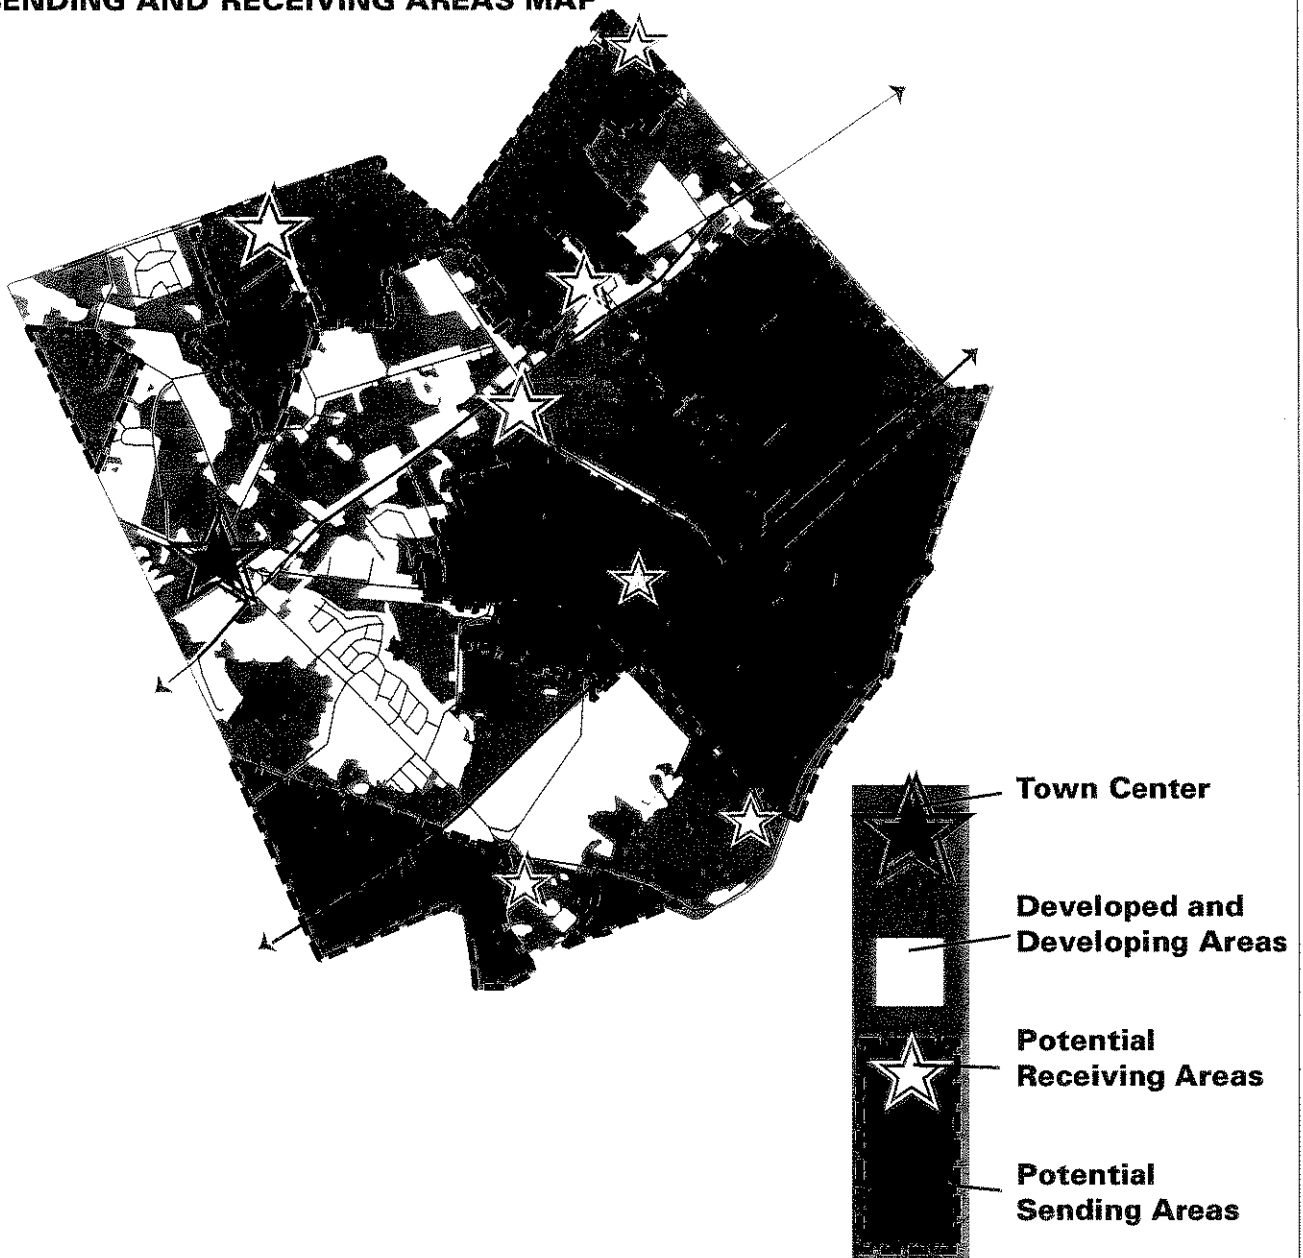 SENDING AND RECEIVING AREAS MAP
Town Center
Developed and
Developing Areas
Potential
Receiving Areas
Potential
Sending Areas